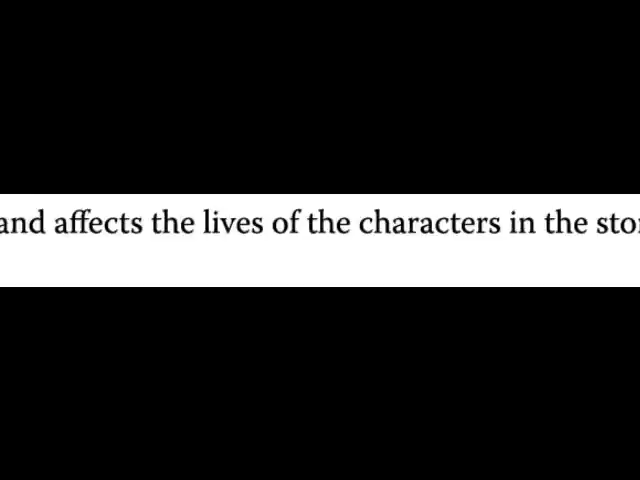 and affects the lives of the characters in the